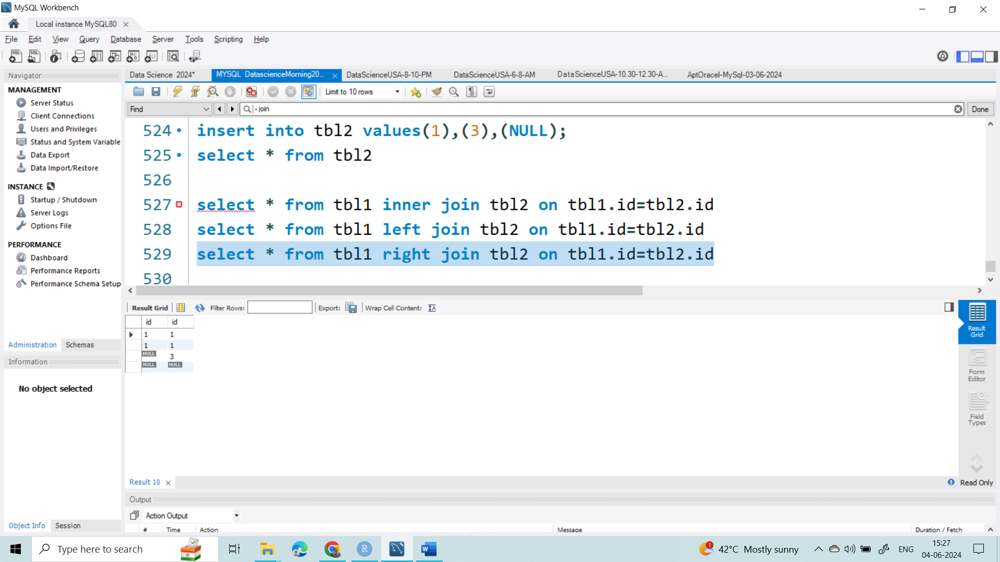 MySQL Workbench
Local instance MySQL80
File Edit View Query Database Server Tools Scripting Help
Navigator
MANAGEMENT
Server Status
Client Connections
Users and Privileges
Status and System Variable
Data Export
Data Import/Restore
INSTANCE
Startup / Shutdown
Server Logs
Options File
PERFORMANCE
Dashboard
Performance Reports
Performance Schema Setup
Administration Schemas
Information
No object selected
Object Info Session
Data Science 2024* MYSQL DatascienceMorning20... DataScienceUSA-8-10-PM DataScienceUSA-6-8-AM DataScienceUSA-10.30-12.30-A... AptOracel-MySql-03-06-2024
Limit to 10 rows
Find join Done
524 insert into tbl2 values(1),(3),(NULL);
525 select * from tbl2
526
527 select * from tbl1 inner join tbl2 on tbl1.id=tbl2.id
528 select * from tbl1 left join tbl2 on tbl1.id=tbl2.id
529 select * from tbl1 right join tbl2 on tbl1.id=tbl2.id
530
Result Grid Filter Rows: Export: Wrap Cell Content:
id id
1 1
1 1
NULL 3
NULL NULL
Result Grid
Form Editor
Field Types
Result 10 Read Only
Output
Action Output
# Time Action Message Duration / Fetch
Type here to search
1 42°C Mostly sunny ENG 15:27
04-06-2024